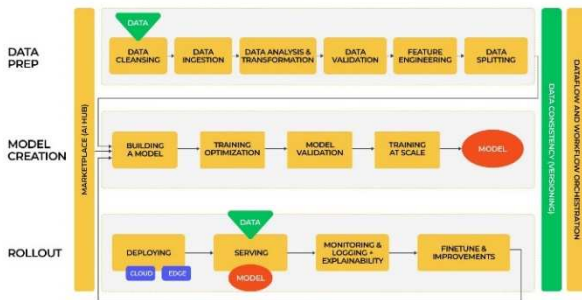 DATA
DATA
PREP
DATA
CLEANSING
DATA
INGESTION
DATA ANALYSIS &
TRANSFORMATION
DATA
VALIDATION
FEATURE
ENGINEERING
DATA
SPLITTING
MARKETPLACE (AI HUB)
DATA CONSISTENCY (VERSIONING)
DATAFLOW AND WORKFLOW ORCHESTRATION
MODEL
CREATION
BUILDING
A MODEL
TRAINING
OPTIMIZATION
MODEL
VALIDATION
TRAINING
AT SCALE
MODEL
DATA
ROLLOUT
DEPLOYING
CLOUD
EDGE
SERVING
MODEL
MONITORING &
LOGGING +
EXPLAINABILITY
FINETUNE &
IMPROVEMENTS